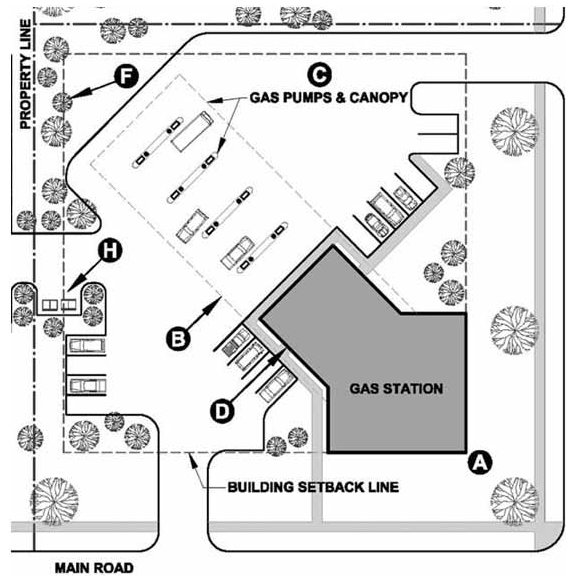 PROPERTY LINE
F
C
GAS PUMPS & CANOPY
H
B
GAS STATION
D
A
BUILDING SETBACK LINE
MAIN ROAD